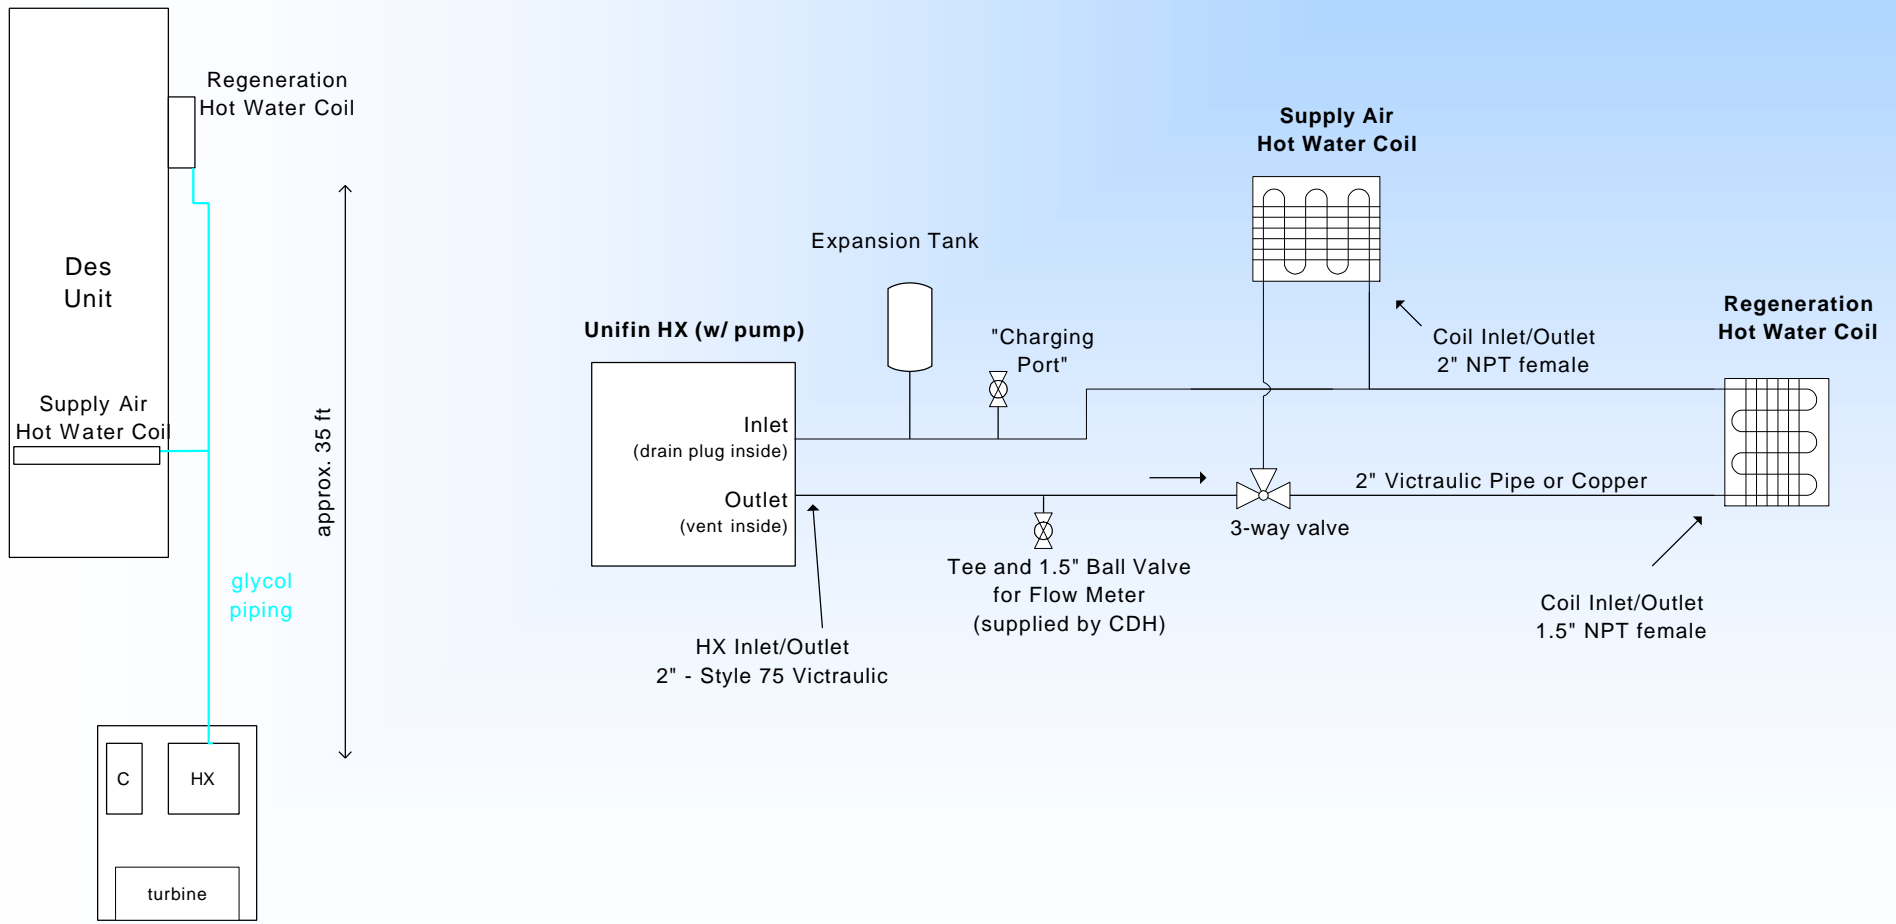 Regeneration
Hot Water Coil
Des
Unit
Supply Air
Hot Water Coil
approx. 35 ft
glycol
piping
C
HX
turbine
Supply Air
Hot Water Coil
Expansion Tank
Unifin HX (w/ pump)
"Charging
Port"
Coil Inlet/Outlet
2" NPT female
Regeneration
Hot Water Coil
Inlet
(drain plug inside)
Outlet
(vent inside)
2" Victraulic Pipe or Copper
3-way valve
Tee and 1.5" Ball Valve
for Flow Meter
(supplied by CDH)
HX Inlet/Outlet
2" - Style 75 Victraulic
Coil Inlet/Outlet
1.5" NPT female